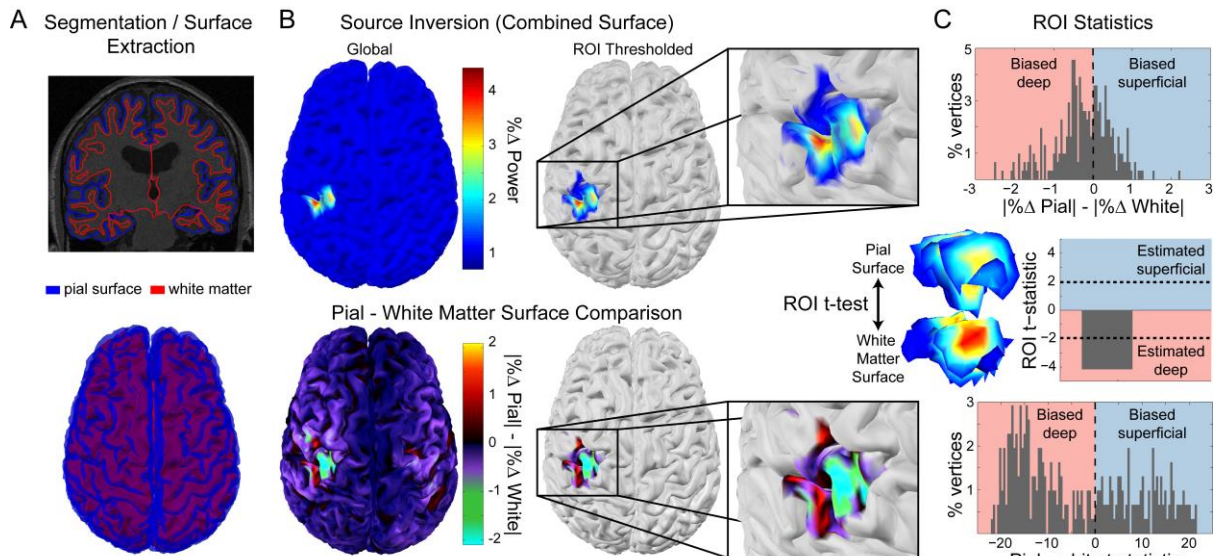 A
Segmentation / Surface
Extraction
pial surface
white matter
B
Source Inversion (Combined Surface)
Global
ROI Thresholded
4
3
2
1
%Δ Power
Pial - White Matter Surface Comparison
2
1
0
-1
-2
|%Δ Pial| - |%Δ White|
C
ROI Statistics
5
3
1
% vertices
Biased
deep
Biased
superficial
-3
-2
-1
0
1
2
3
|%Δ Pial| - |%Δ White|
Pial
Surface
ROI t-test
White
Matter
Surface
ROI t−statistic
4
2
0
−2
−4
Estimated
superficial
Estimated
deep
3
2
1
% vertices
Biased
deep
Biased
superficial
−20
−10
0
10
20